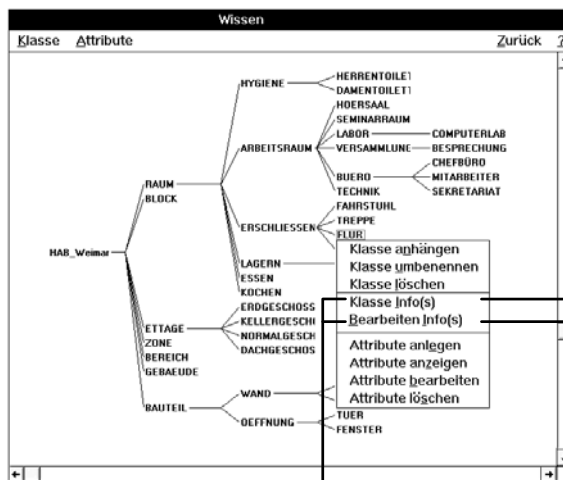 Wissen
Klasse Attribute Zurück ?
HERRENTOILET
HYGIENE
DAMENTOILET
HOERSAAL
SEMINARRAUM
LABOR COMPUTERLAB
ARBEITSRAUM VERSAMMLUNG BESPRECHUNG
CHEFBÜRO
BUERO MITARBEITER
TECHNIK SEKRETARIAT
RAUM
BLOCK
FAHRSTUHL
TREPPE
ERSCHLIESSEN
FLUR
HAB_Weimar
LAGERN
ESSEN
KOCHEN
Klasse anhängen
Klasse umbenennen
Klasse löschen
Klasse Info(s)
Bearbeiten Info(s)
Attribute anlegen
Attribute anzeigen
Attribute bearbeiten
Attribute löschen
ERDGESCHOSS
ETTAGE KELLERGESCH
ZONE NORMALGESCH
BEREICH DACHGESCHOS
GEBAEUDE
WAND
BAUTEIL
TUER
OEFFNUNG
FENSTER